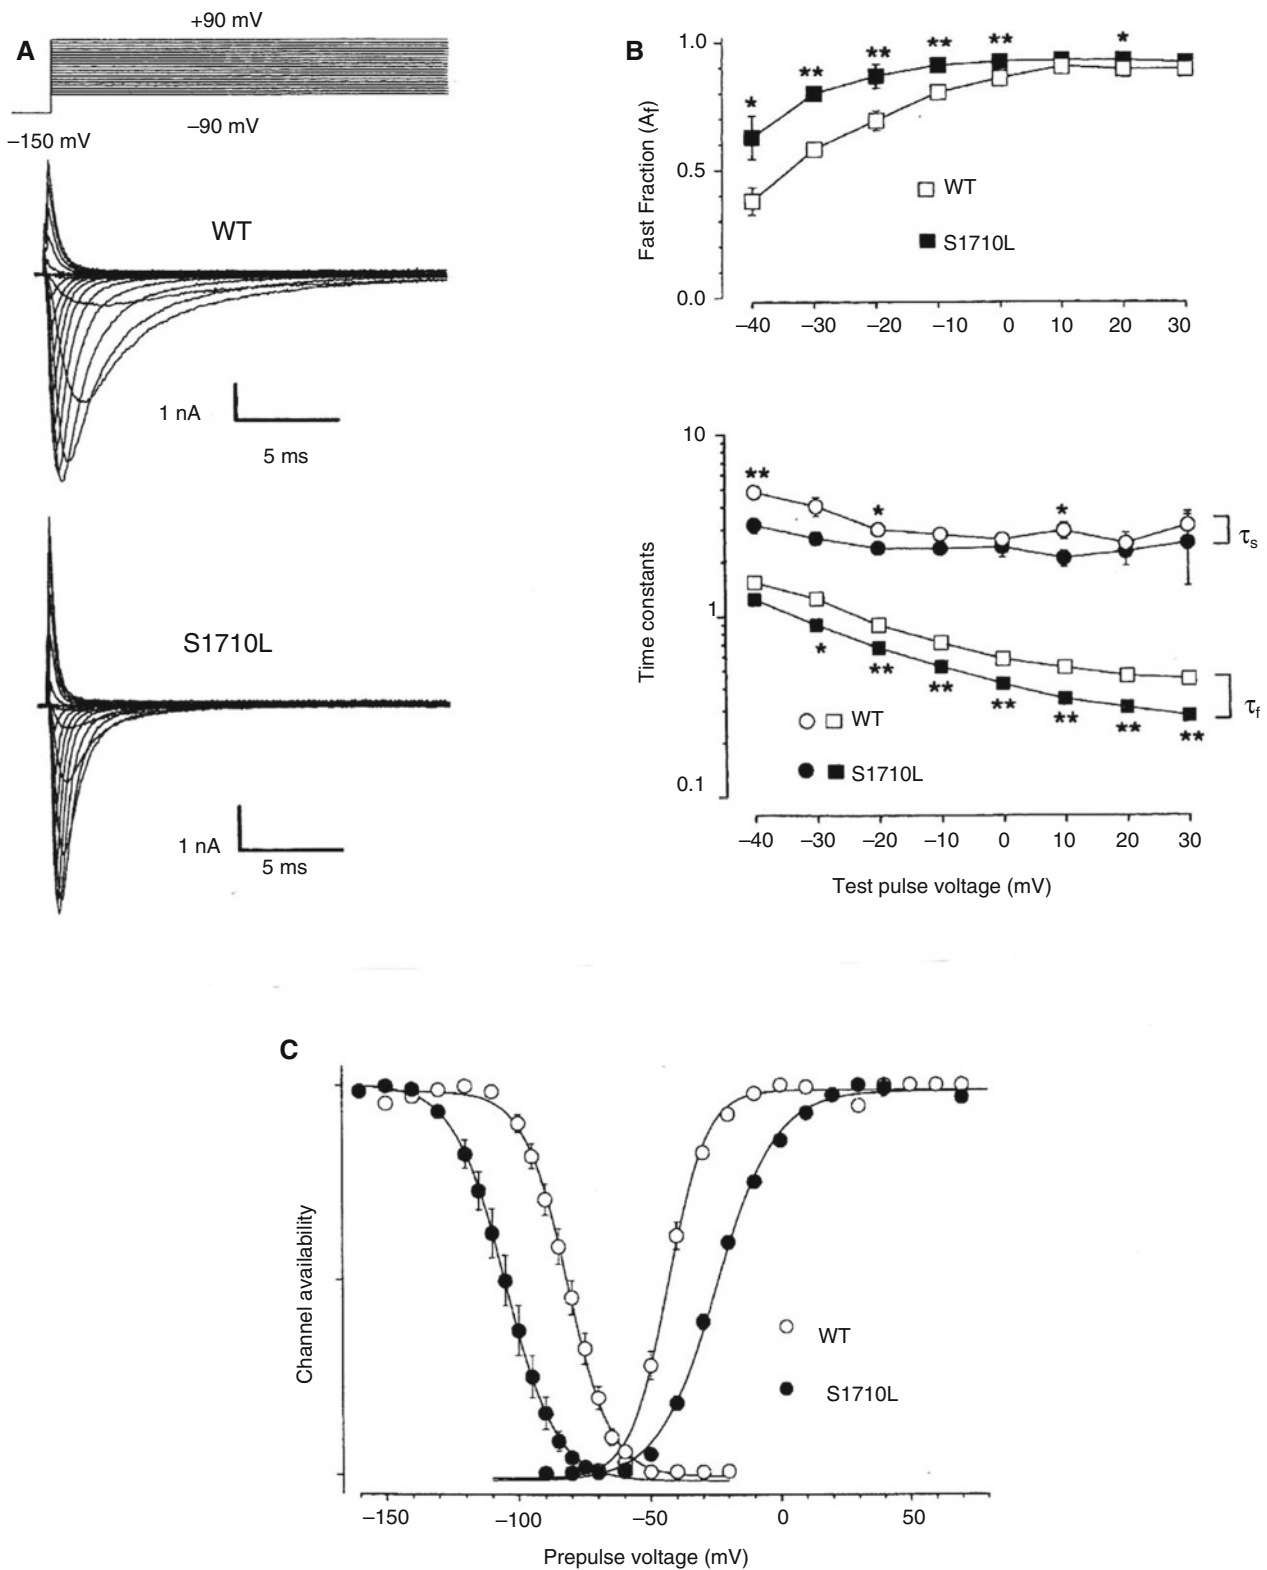 A
+90 mV
–90 mV
–150 mV
WT
1 nA
5 ms
S1710L
1 nA
5 ms
B
Fast Fraction (Af)
1.0
0.5
0.0
* ** ** ** ** *
WT
S1710L
–40 –30 –20 –10 0 10 20 30
Time constants
10
1
0.1
** * *
τs
* ** ** ** ** ** **
τf
WT
S1710L
–40 –30 –20 –10 0 10 20 30
Test pulse voltage (mV)
C
Channel availability
WT
S1710L
–150 –100 –50 0 50
Prepulse voltage (mV)